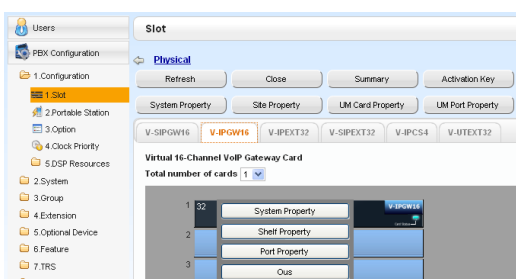 Users
PBX Configuration
1.Configuration
1.Slot
2.Portable Station
3.Option
4.Clock Priority
5.DSP Resources
2.System
3.Group
4.Extension
5.Optional Device
6.Feature
7.TRS
Slot
Physical
Refresh Close Summary Activation Key
System Property Site Property UM Card Property UM Port Property
V-SIPGW16 V-IPGW16 V-IPEXT32 V-SIPEXT32 V-IPCS4 V-UTEXT32
Virtual 16-Channel VoIP Gateway Card
Total number of cards 1
1 32 System Property V-IPGW16
2 Shelf Property
Port Property
3 Ous